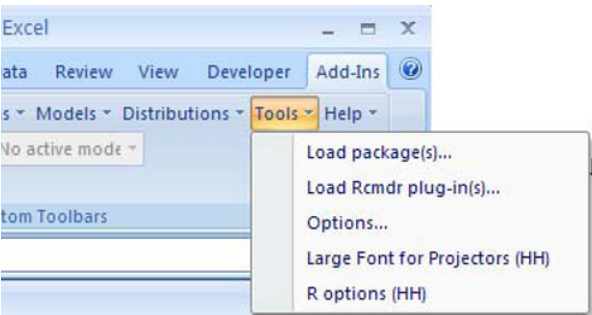 Excel
ata Review View Developer Add-Ins
s Models Distributions Tools Help
No active mode
Load package(s)...
Load Rcmdr plug-in(s)...
tom Toolbars
Options...
Large Font for Projectors (HH)
R options (HH)